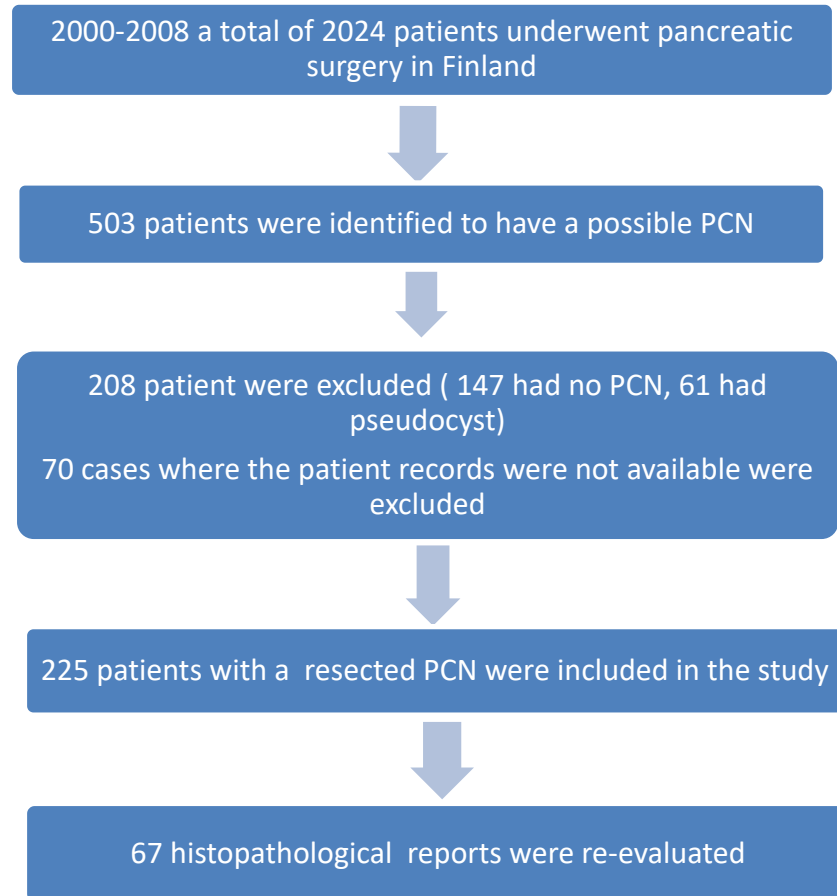 2000-2008 a total of 2024 patients underwent pancreatic
surgery in Finland
503 patients were identified to have a possible PCN
208 patient were excluded ( 147 had no PCN, 61 had
pseudocyst)
70 cases where the patient records were not available were
excluded
225 patients with a  resected PCN were included in the study
67 histopathological  reports were re-evaluated